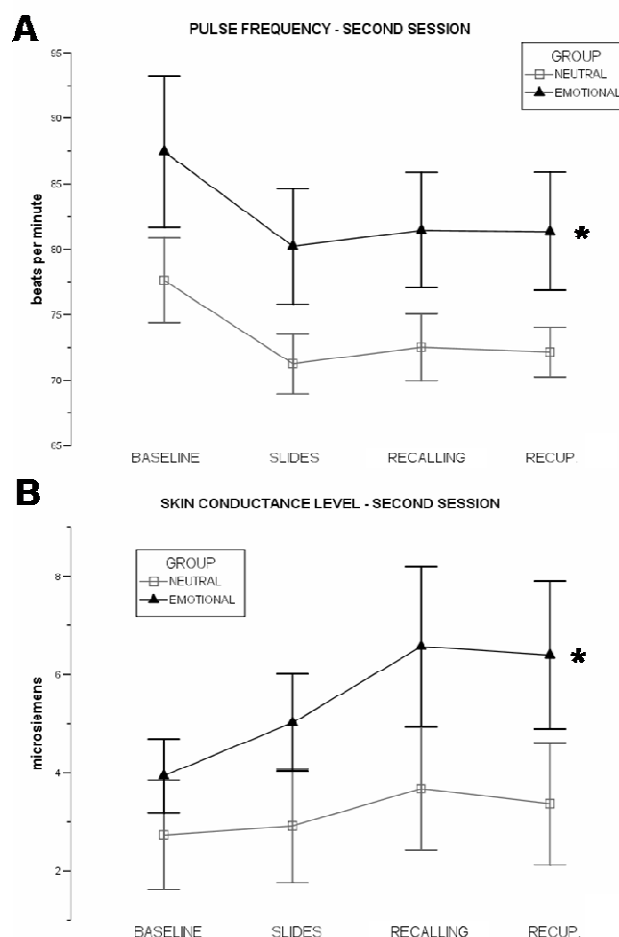 A
PULSE FREQUENCY - SECOND SESSION
GROUP
NEUTRAL
EMOTIONAL
95
90
85
80
75
70
65
beats per minute
*
BASELINE SLIDES RECALLING RECUP.
B
SKIN CONDUCTANCE LEVEL - SECOND SESSION
GROUP
NEUTRAL
EMOTIONAL
8
6
4
2
microsiemens
*
BASELINE SLIDES RECALLING RECUP.